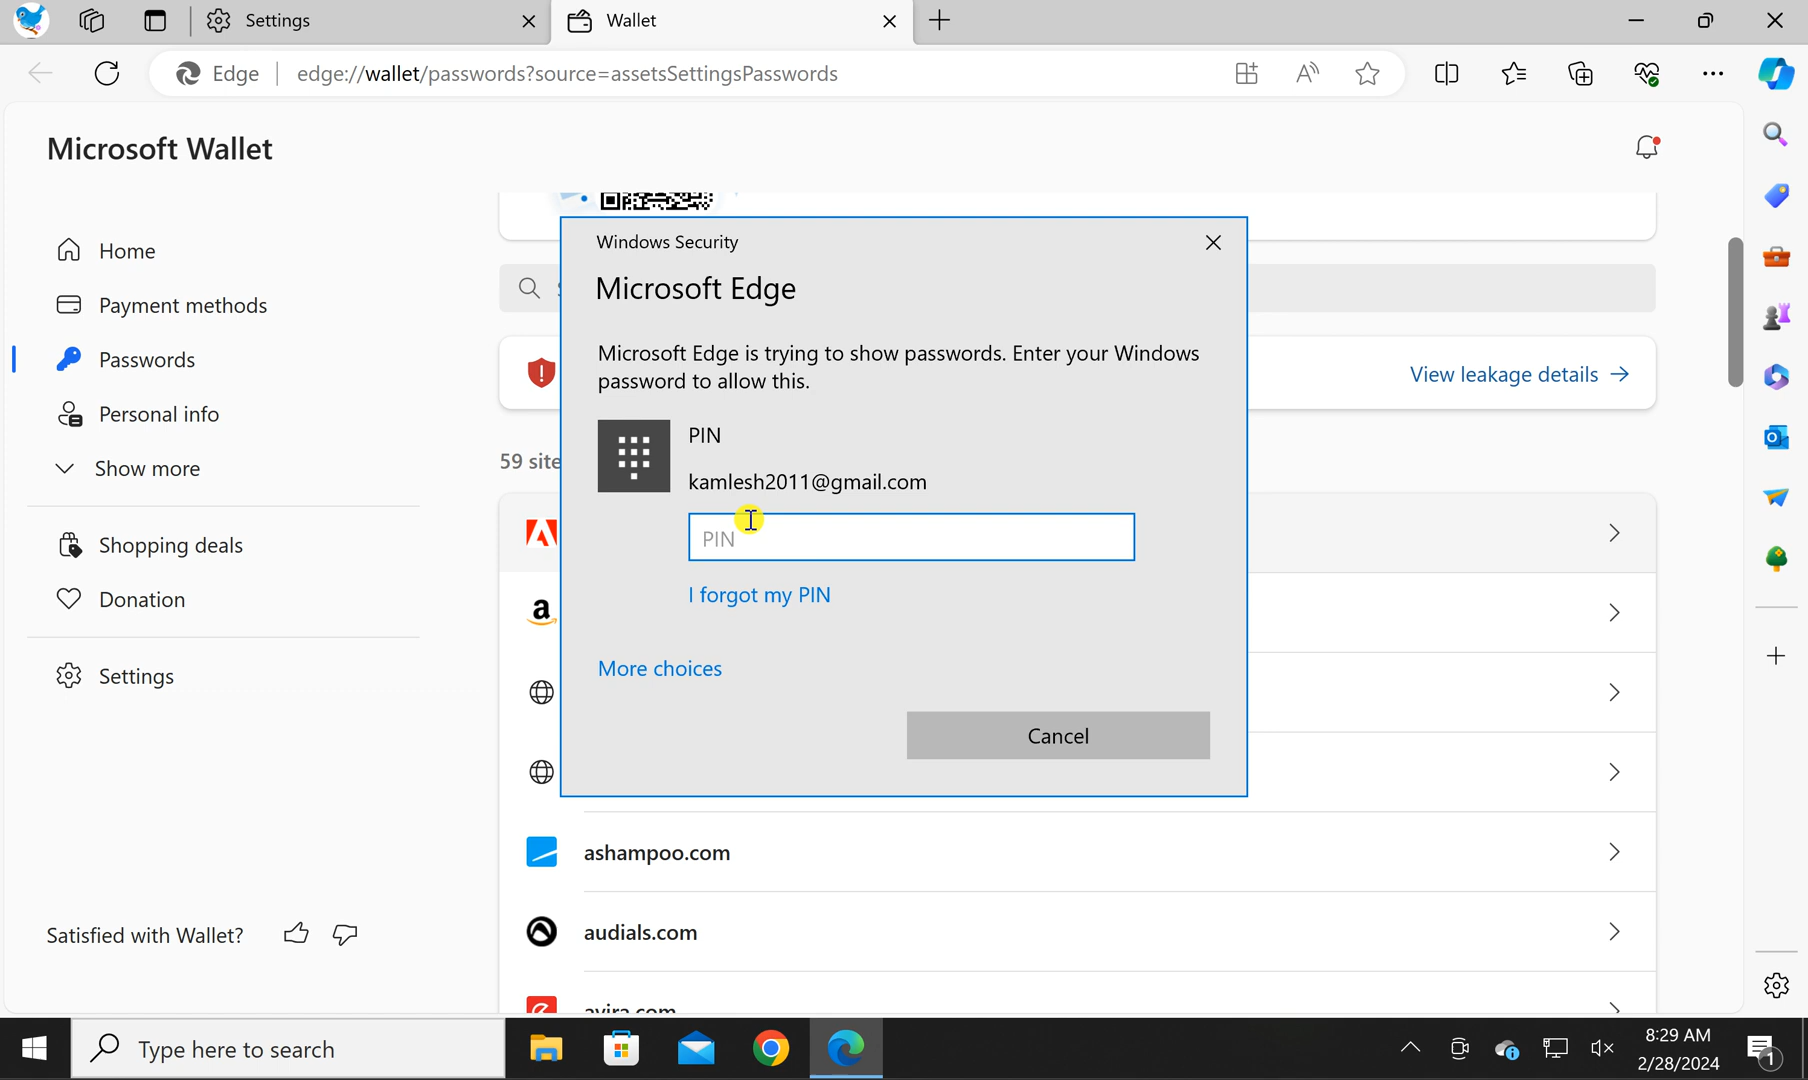 Settings
Wallet
Edge
edge://wallet/passwords?source=assetsSettingsPasswords
Microsoft Wallet
Home
Payment methods
Passwords
Personal info
Show more
Shopping deals
Donation
Settings
Satisfied with Wallet?
View leakage details
59 site
Windows Security
Microsoft Edge
Microsoft Edge is trying to show passwords. Enter your Windows
password to allow this.
PIN
kamlesh2011@gmail.com
PIN
I forgot my PIN
More choices
Cancel
a
ashampoo.com
audials.com
avira.com
Type here to search
8:29 AM
2/28/2024
1